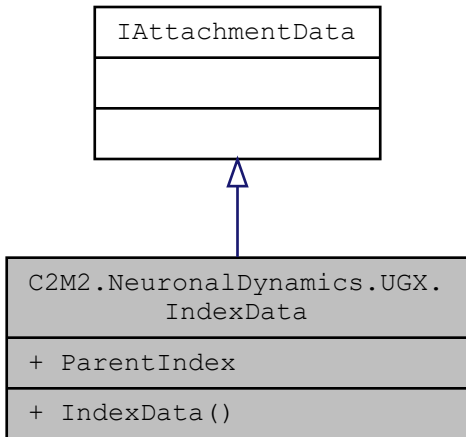 IAttachmentData
C2M2.NeuronalDynamics.UGX.
IndexData
+ ParentIndex
+ IndexData()